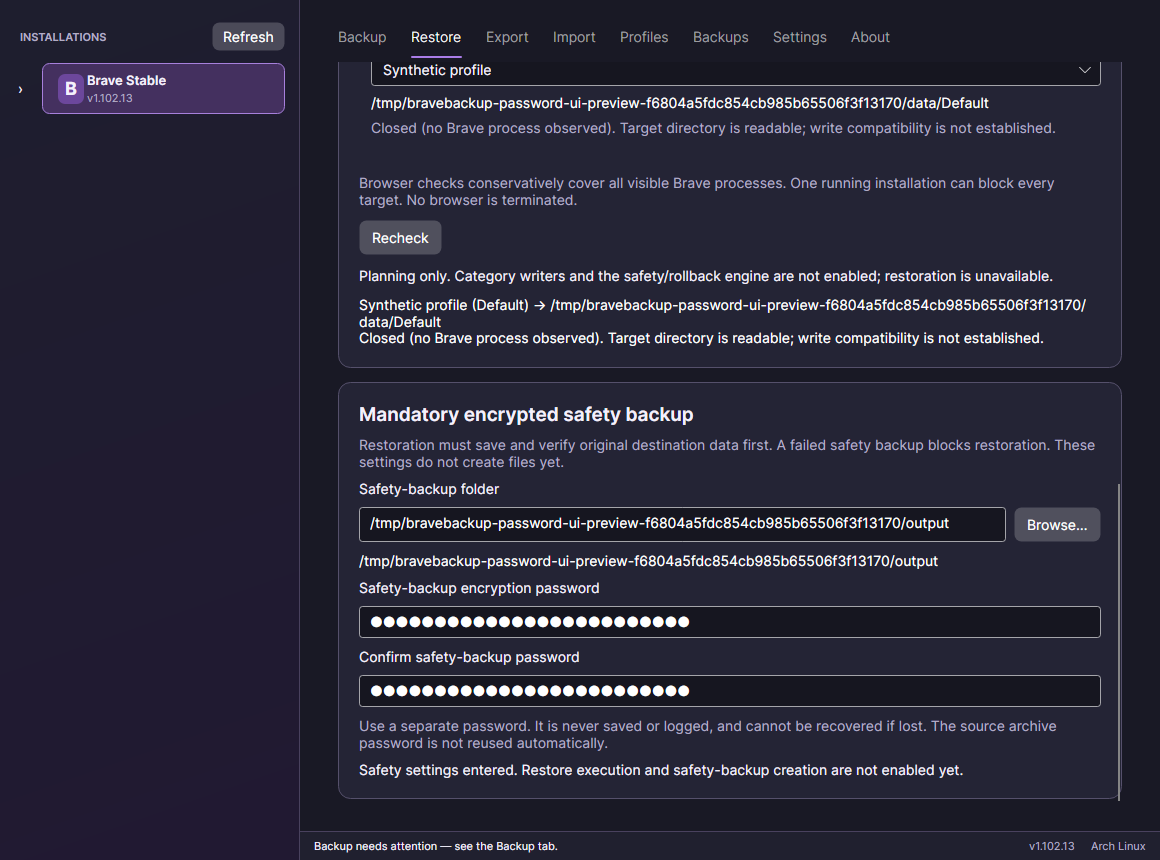 INSTALLATIONS
Refresh
B
Brave Stable
v1.102.13
Backup
Restore
Export
Import
Profiles
Backups
Settings
About
Synthetic profile
/tmp/bravebackup-password-ui-preview-f6804a5fdc854cb985b65506f3f13170/data/Default
Closed (no Brave process observed). Target directory is readable; write compatibility is not established.
Browser checks conservatively cover all visible Brave processes. One running installation can block every
target. No browser is terminated.
Recheck
Planning only. Category writers and the safety/rollback engine are not enabled; restoration is unavailable.
Synthetic profile (Default) → /tmp/bravebackup-password-ui-preview-f6804a5fdc854cb985b65506f3f13170/
data/Default
Closed (no Brave process observed). Target directory is readable; write compatibility is not established.
Mandatory encrypted safety backup
Restoration must save and verify original destination data first. A failed safety backup blocks restoration. These
settings do not create files yet.
Safety-backup folder
/tmp/bravebackup-password-ui-preview-f6804a5fdc854cb985b65506f3f13170/output
Browse...
/tmp/bravebackup-password-ui-preview-f6804a5fdc854cb985b65506f3f13170/output
Safety-backup encryption password
●●●●●●●●●●●●●●●●●●●●●●●●●
Confirm safety-backup password
●●●●●●●●●●●●●●●●●●●●●●●●●
Use a separate password. It is never saved or logged, and cannot be recovered if lost. The source archive
password is not reused automatically.
Safety settings entered. Restore execution and safety-backup creation are not enabled yet.
Backup needs attention — see the Backup tab.
v1.102.13
Arch Linux